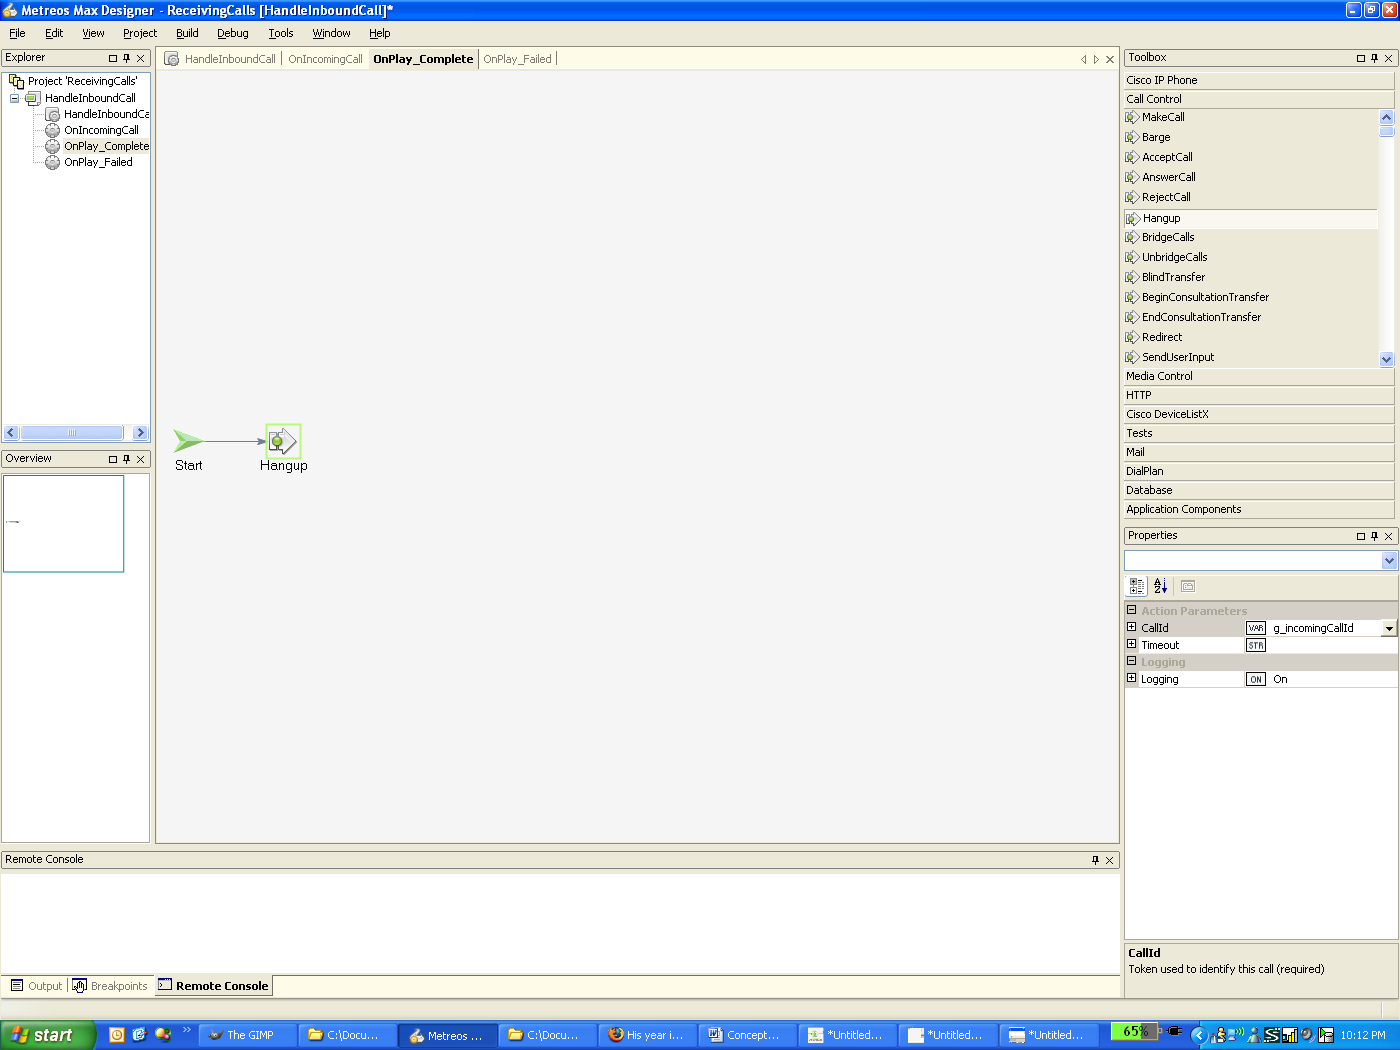 Metreos Max Designer - ReceivingCalls [HandleInboundCall]*
File Edit View Project Build Debug Tools Window Help
Explorer
Project 'ReceivingCalls'
HandleInboundCall
HandleInboundCa
OnIncomingCall
OnPlay_Complete
OnPlay_Failed
Overview
HandleInboundCall OnIncomingCall OnPlay_Complete OnPlay_Failed
Start
Hangup
Toolbox
Cisco IP Phone
Call Control
MakeCall
Barge
AcceptCall
AnswerCall
RejectCall
Hangup
BridgeCalls
UnbridgeCalls
BlindTransfer
BeginConsultationTransfer
EndConsultationTransfer
Redirect
SendUserInput
Media Control
HTTP
Cisco DeviceListX
Tests
Mail
DialPlan
Database
Application Components
Properties
Action Parameters
CallId VAR g_incomingCallId
Timeout STR
Logging
Logging ON On
CallId
Token used to identify this call (required)
Remote Console
Output Breakpoints Remote Console
start The GIMP C:\Docu... Metreos ... C:\Docu... His year i... Concept... *Untitled... *Untitled... *Untitled... 65% 10:12 PM